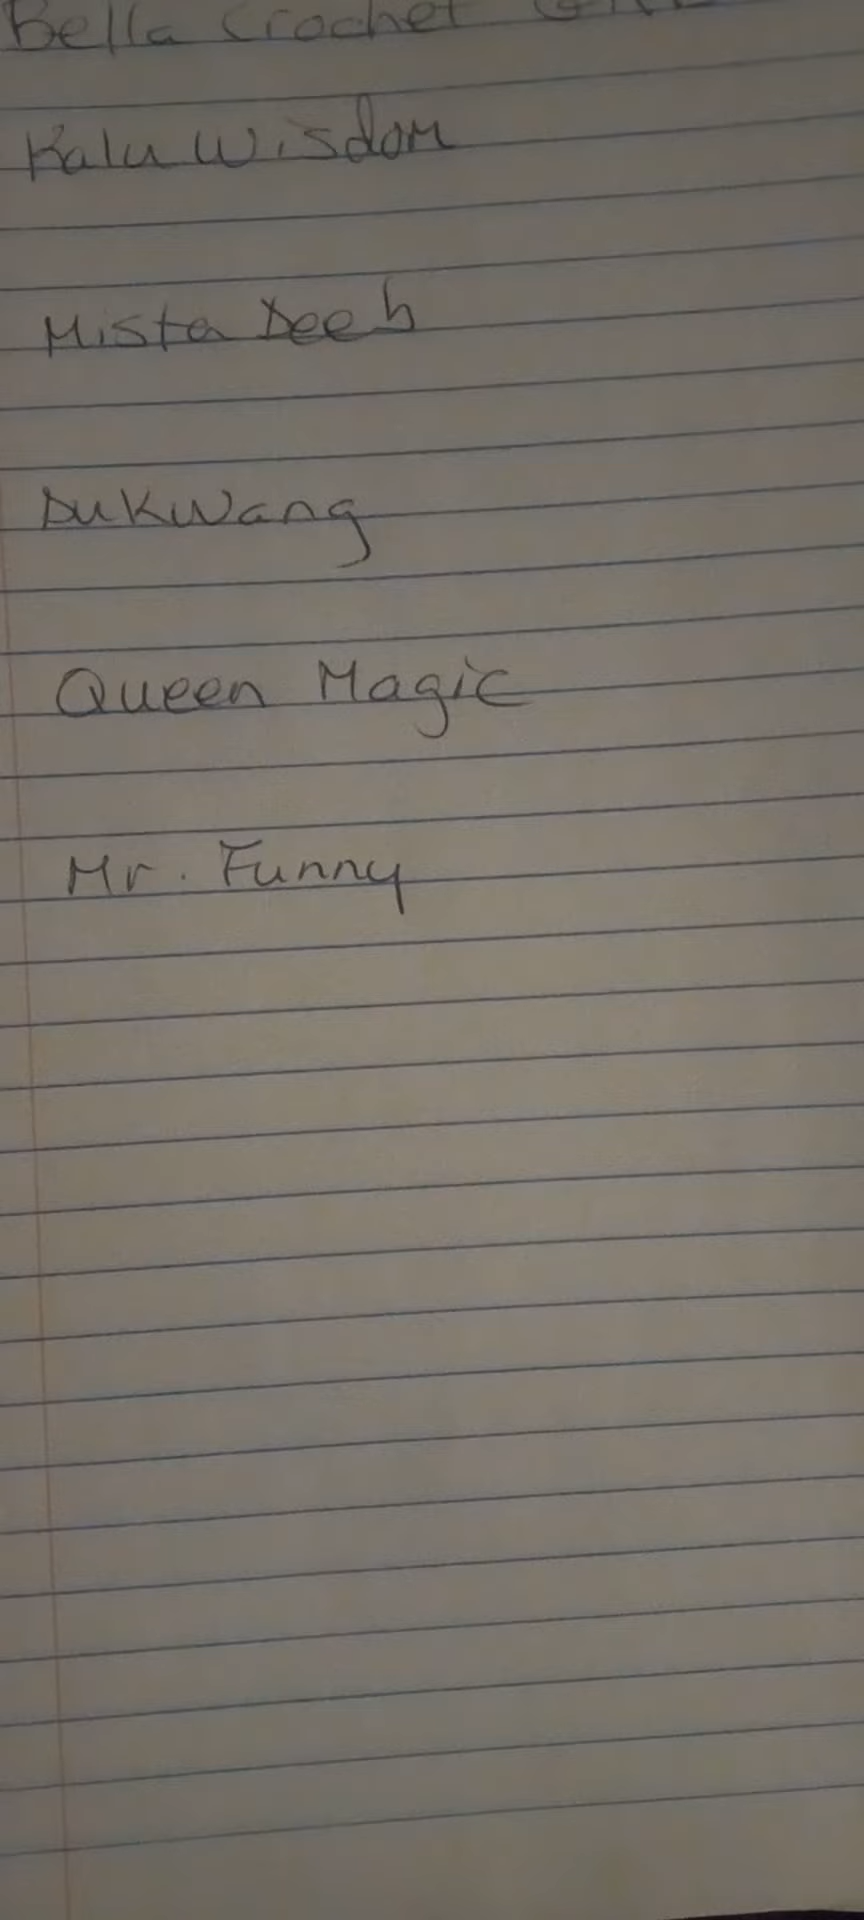 Bella Crochet
Kalu Wisdom
Mista Deeh
Dukwang
Queen Magic
Mr. Funny